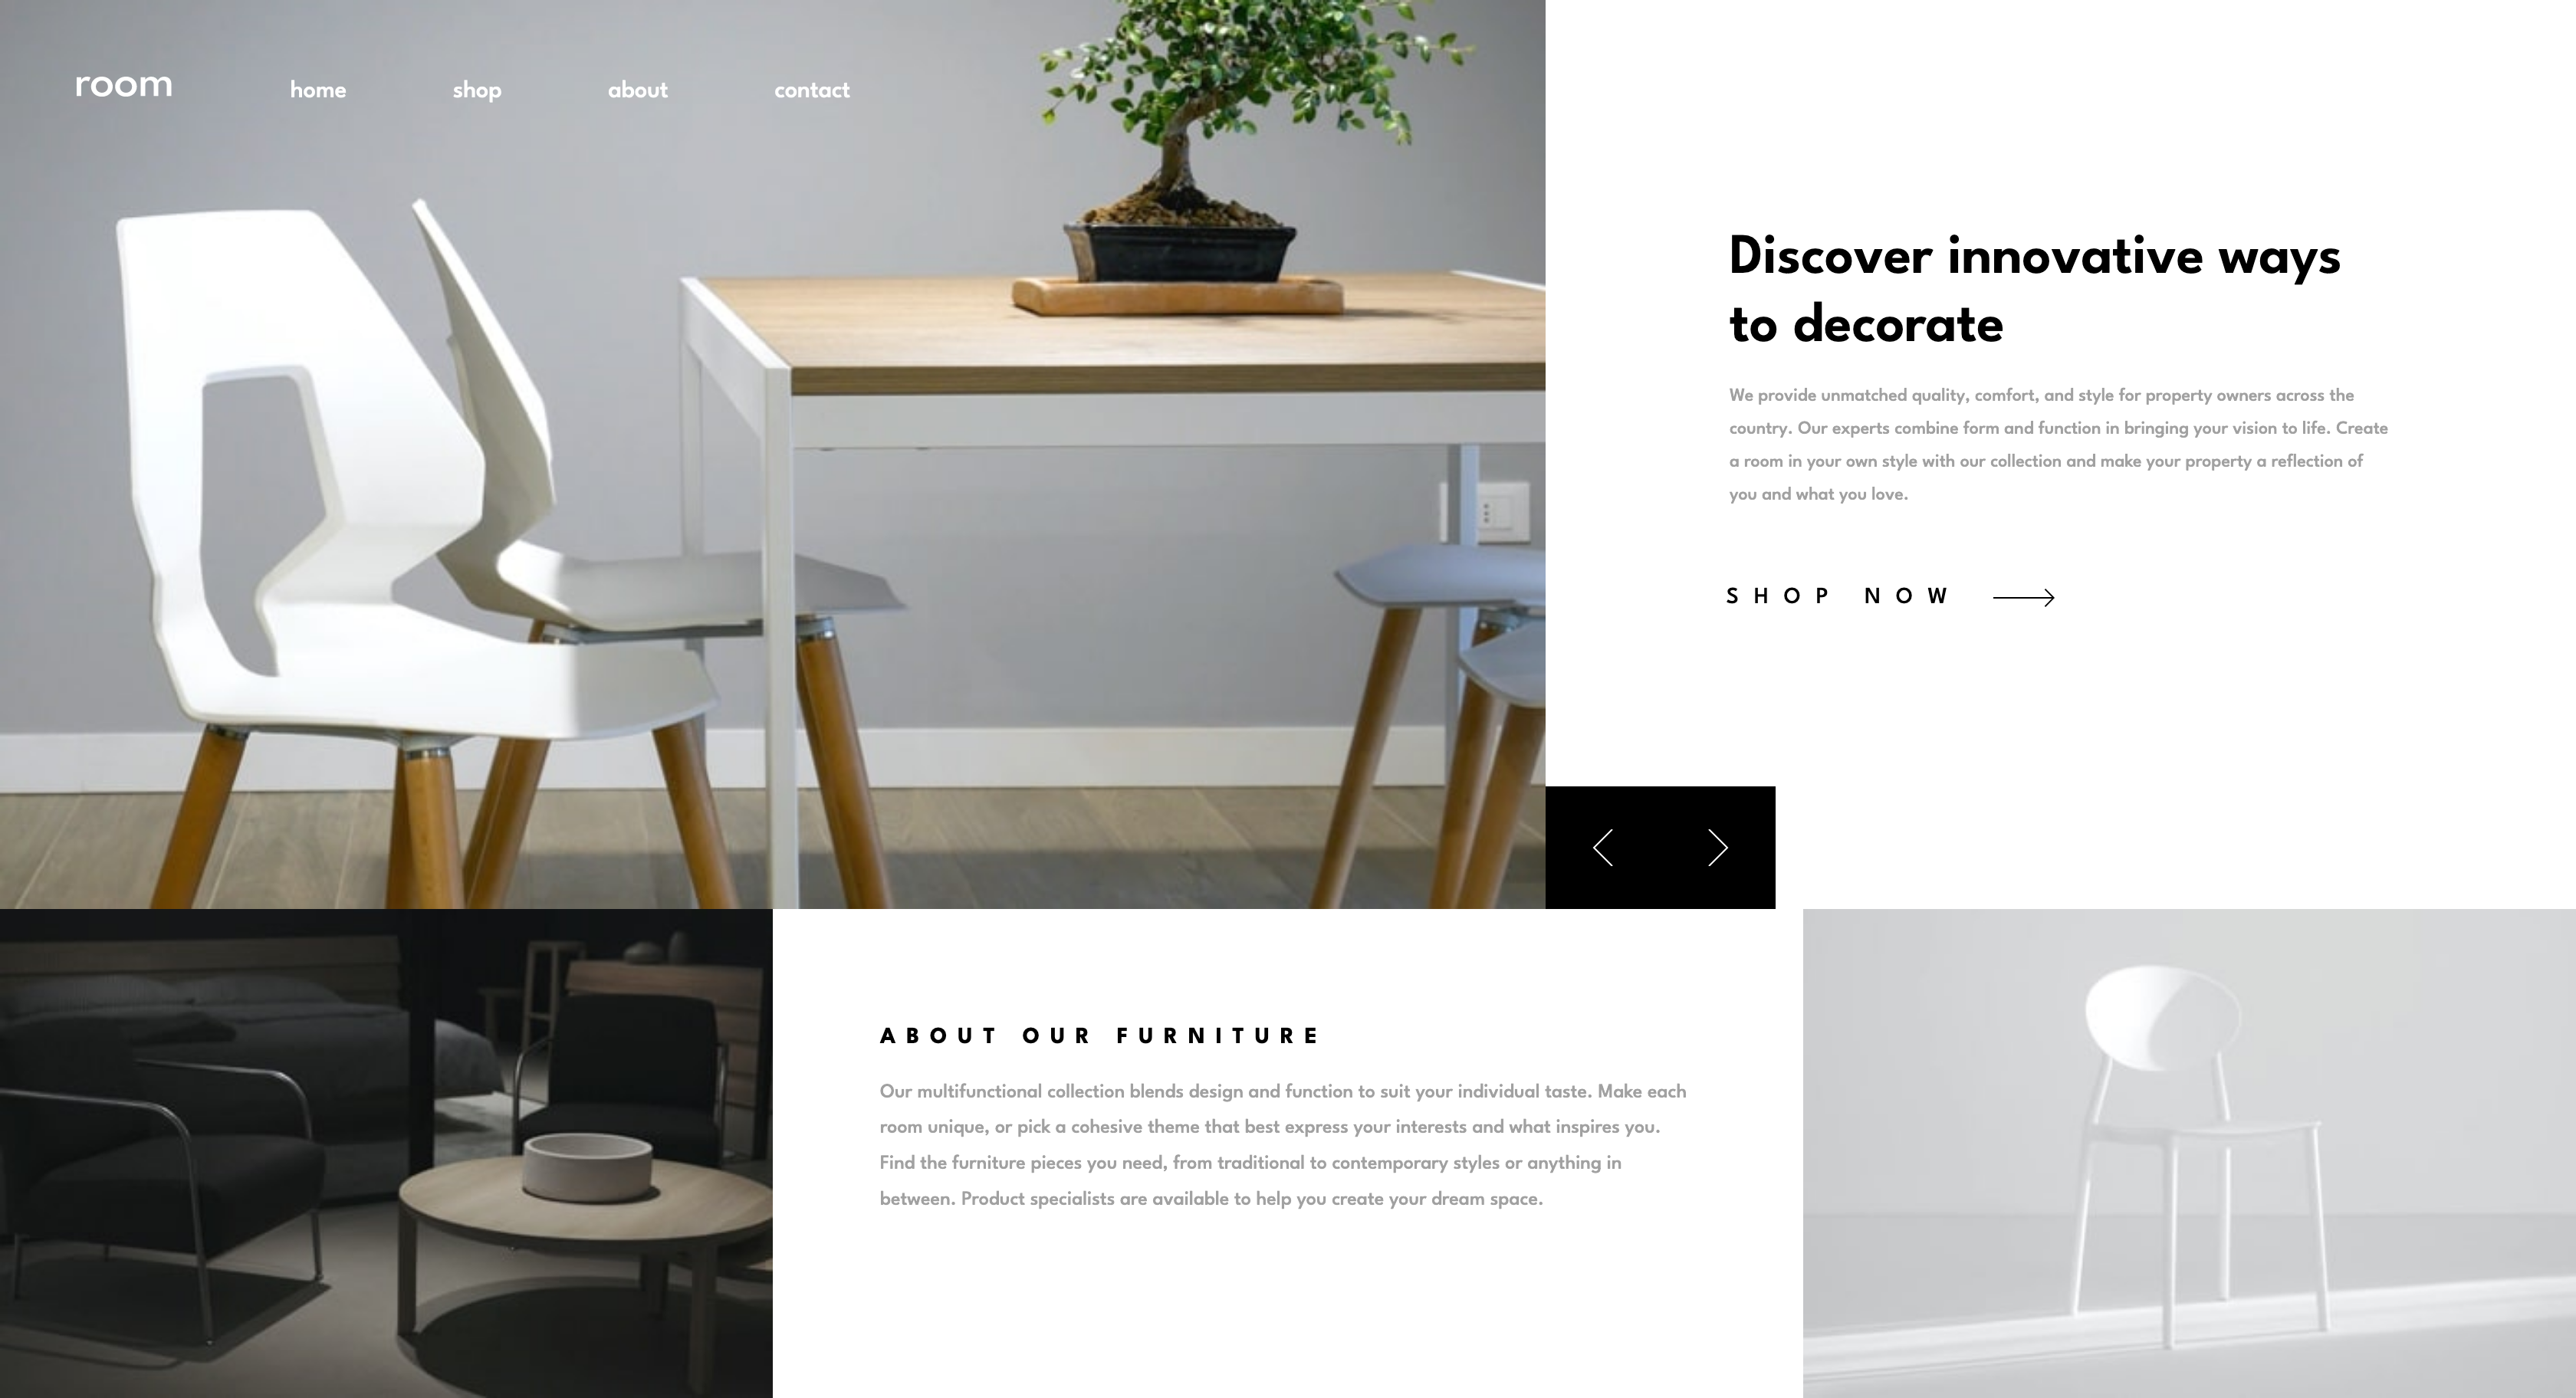 room
home
shop
about
contact
Discover innovative ways
to decorate
We provide unmatched quality, comfort, and style for property owners across the
country. Our experts combine form and function in bringing your vision to life. Create
a room in your own style with our collection and make your property a reflection of
you and what you love.
SHOP NOW
ABOUT OUR FURNITURE
Our multifunctional collection blends design and function to suit your individual taste. Make each
room unique, or pick a cohesive theme that best express your interests and what inspires you.
Find the furniture pieces you need, from traditional to contemporary styles or anything in
between. Product specialists are available to help you create your dream space.